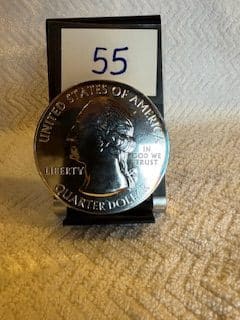 55
UNITED STATES OF AMERICA
LIBERTY
IN
GOD WE
TRUST
QUARTER DOLLAR